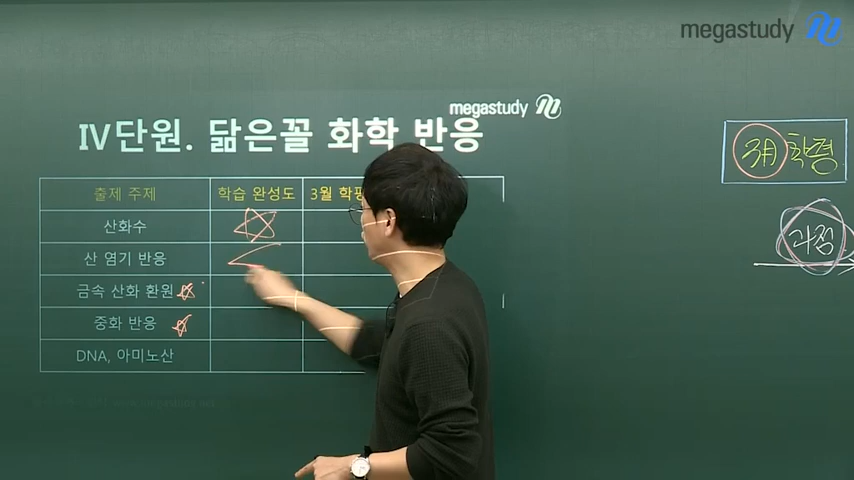 megastudy
megastudy
Ⅳ단원. 닮은꼴 화학 반응
3月 학평
출제 주제 학습 완성도 3월 학평
산화수
과정
산 염기 반응
금속 산화 환원
중화 반응
DNA, 아미노산